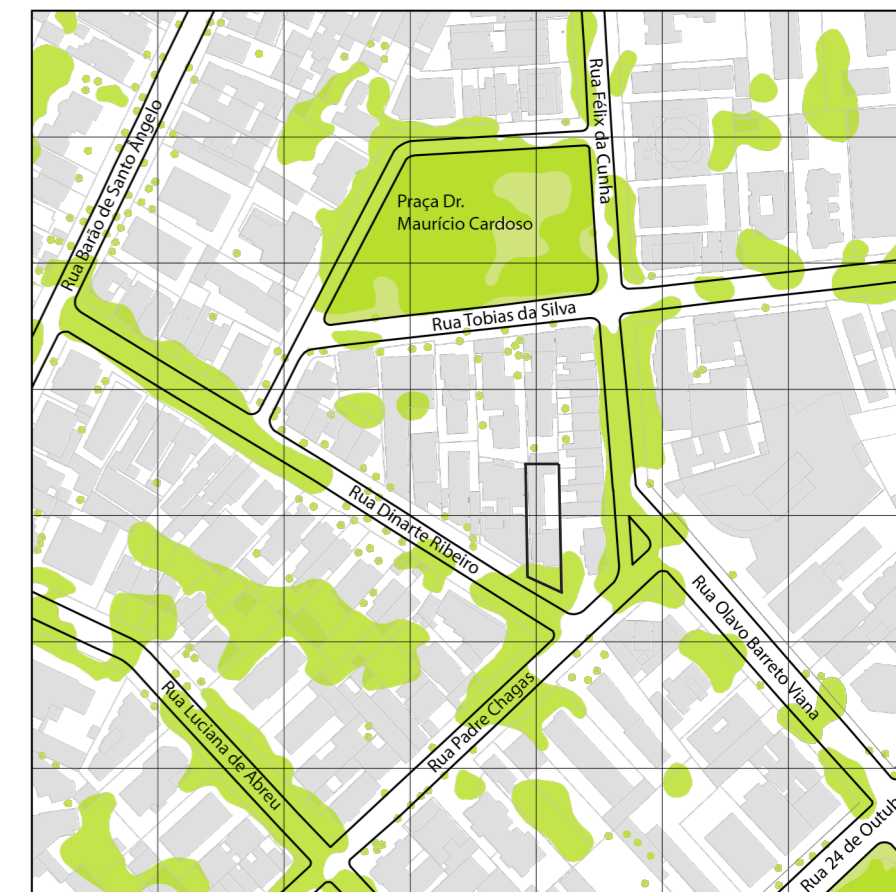 Rua Félix da Cunha
Rua Barão de Santo Ângelo
Praça Dr.
Maurício Cardoso
Rua Tobias da Silva
Rua Dinarte Ribeiro
Rua Olavo Barreto Viana
Rua Luciana de Abreu
Rua Padre Chagas
Rua 24 de Outub